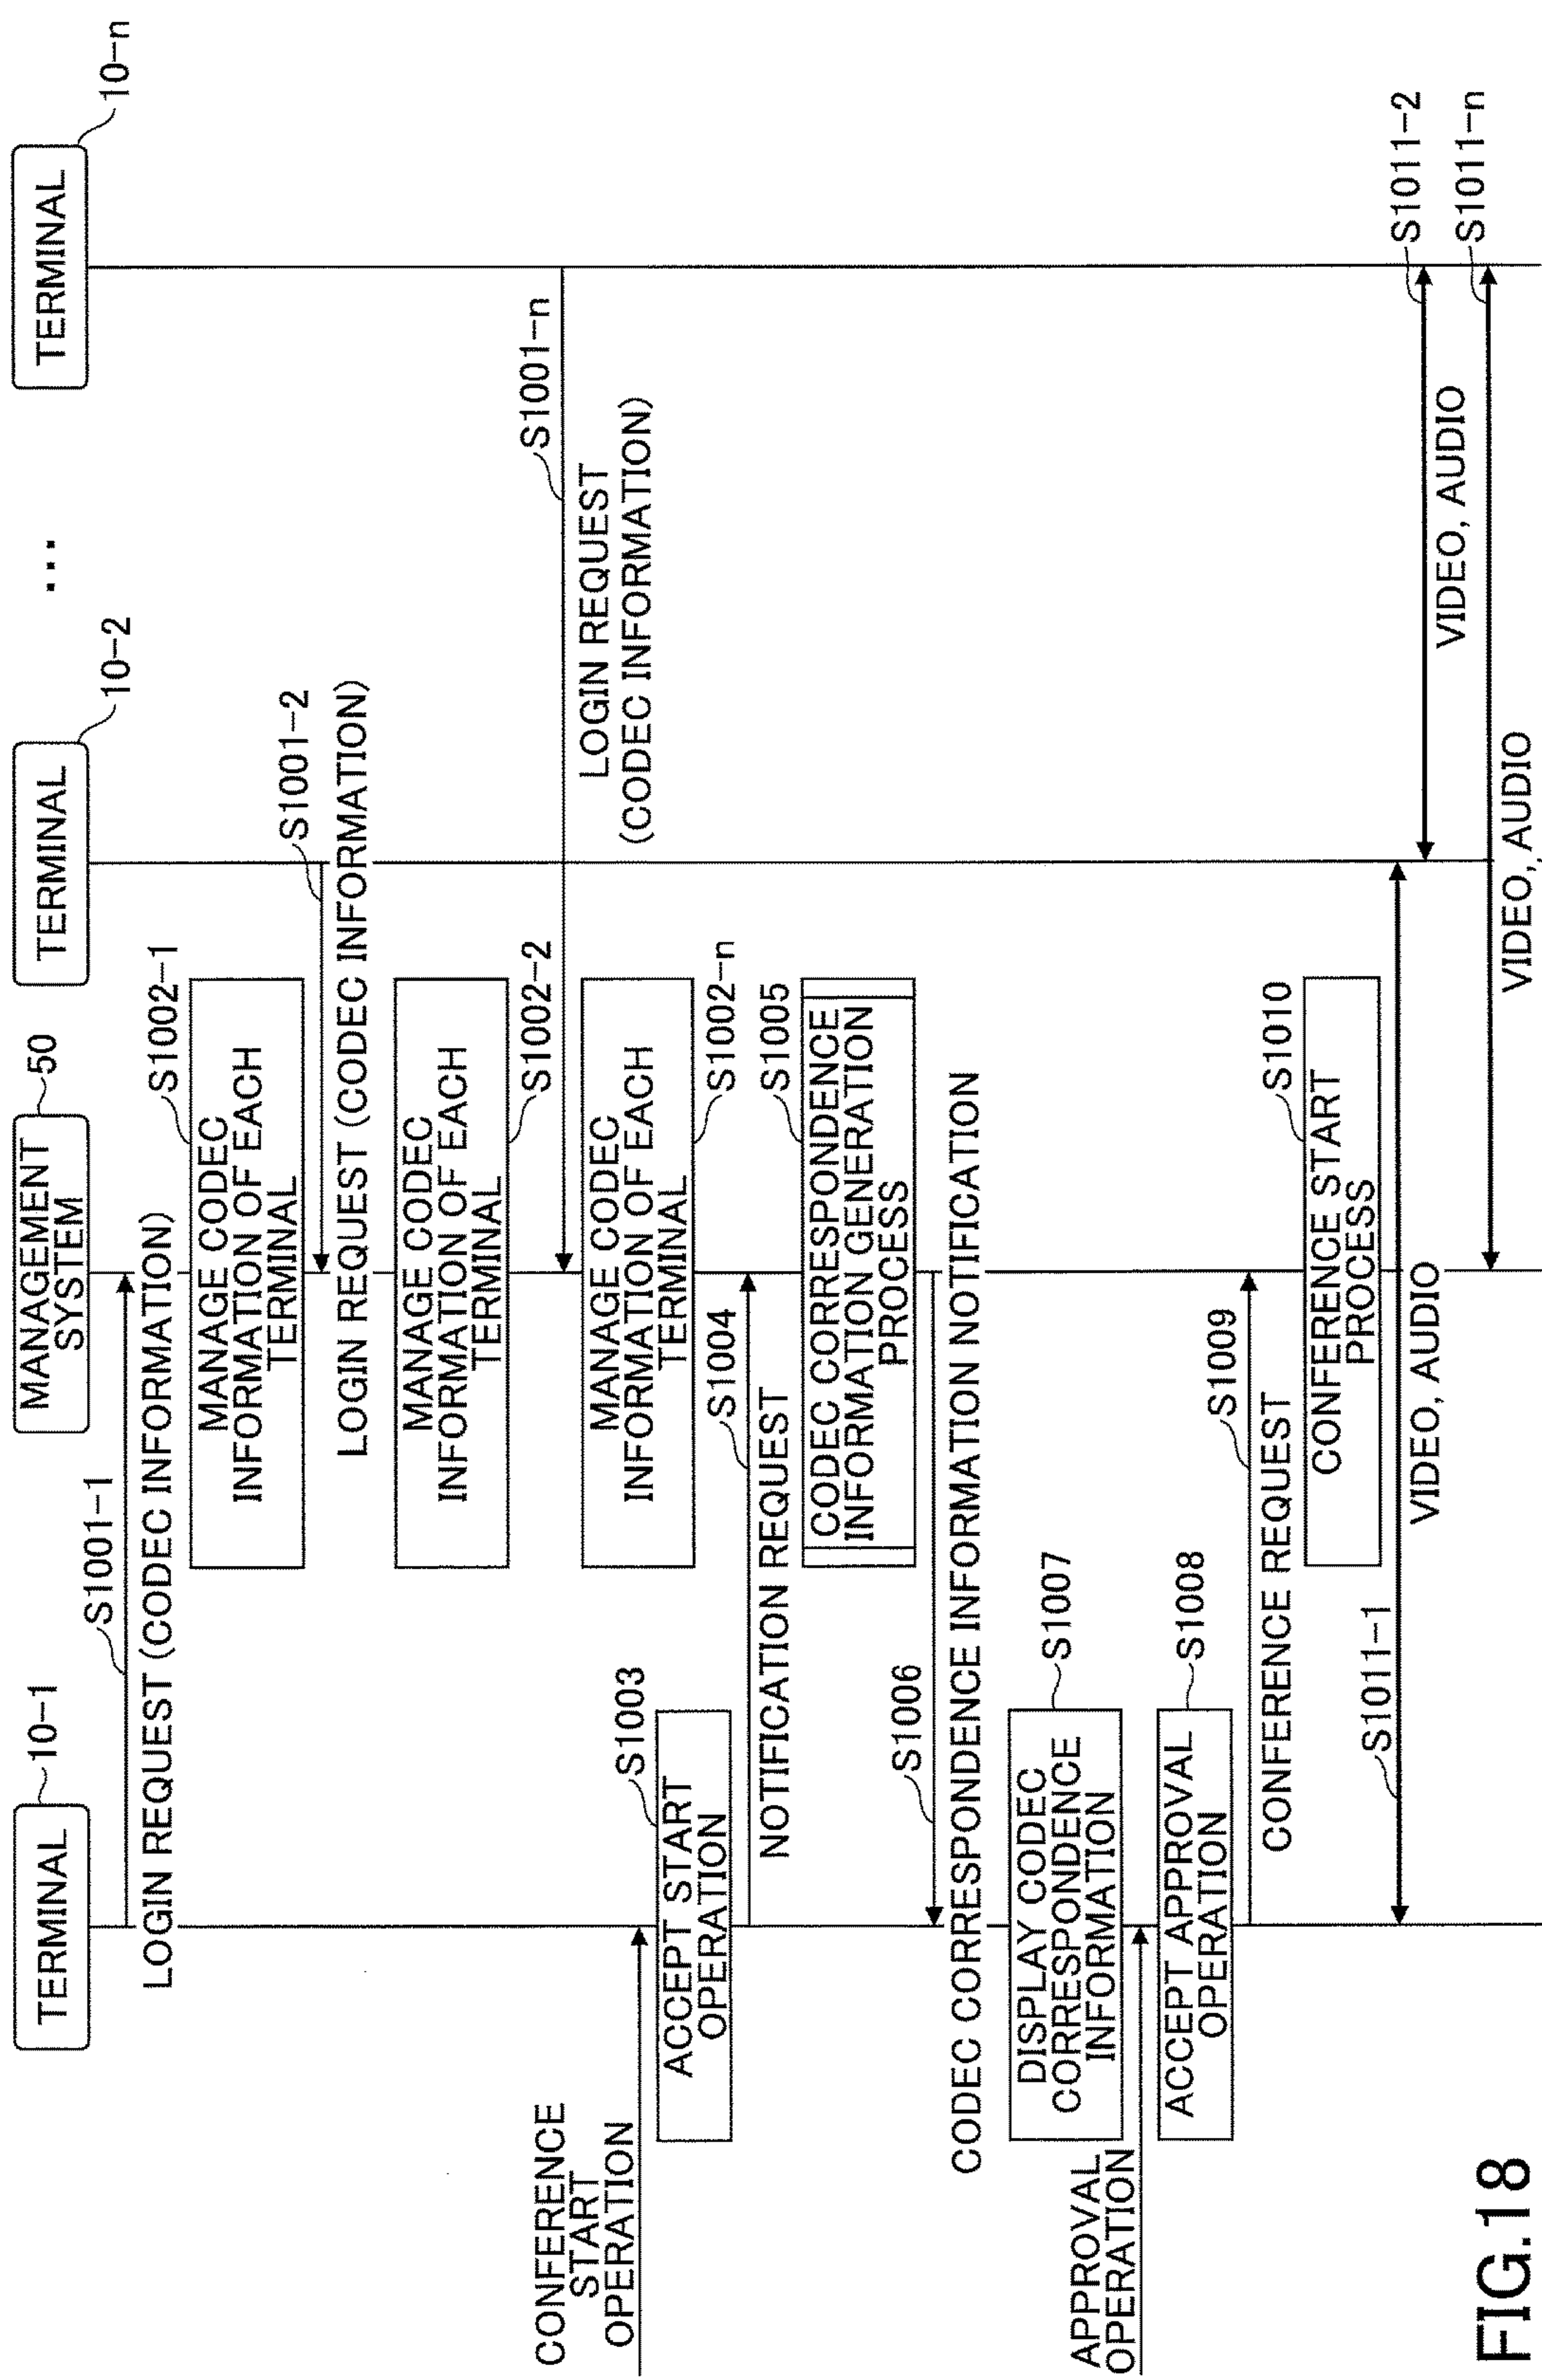 TERMINAL
10-1
MANAGEMENT
SYSTEM
50
TERMINAL
10-2
...
TERMINAL
10-n
S1001-1
LOGIN REQUEST (CODEC INFORMATION)
S1002-1
MANAGE CODEC
INFORMATION OF EACH
TERMINAL
S1001-2
LOGIN REQUEST (CODEC INFORMATION)
MANAGE CODEC
INFORMATION OF EACH
TERMINAL
S1002-2
S1001-n
LOGIN REQUEST
(CODEC INFORMATION)
MANAGE CODEC
INFORMATION OF EACH
TERMINAL
S1002-n
CONFERENCE
START
OPERATION
S1003
ACCEPT START
OPERATION
S1004
NOTIFICATION REQUEST
S1005
CODEC CORRESPONDENCE
INFORMATION GENERATION
PROCESS
S1006
CODEC CORRESPONDENCE INFORMATION NOTIFICATION
DISPLAY CODEC
CORRESPONDENCE
INFORMATION
S1007
APPROVAL
OPERATION
ACCEPT APPROVAL
OPERATION
S1008
S1009
CONFERENCE REQUEST
S1010
CONFERENCE START
PROCESS
S1011-1
VIDEO, AUDIO
S1011-2
VIDEO, AUDIO
S1011-n
VIDEO, AUDIO
FIG.18